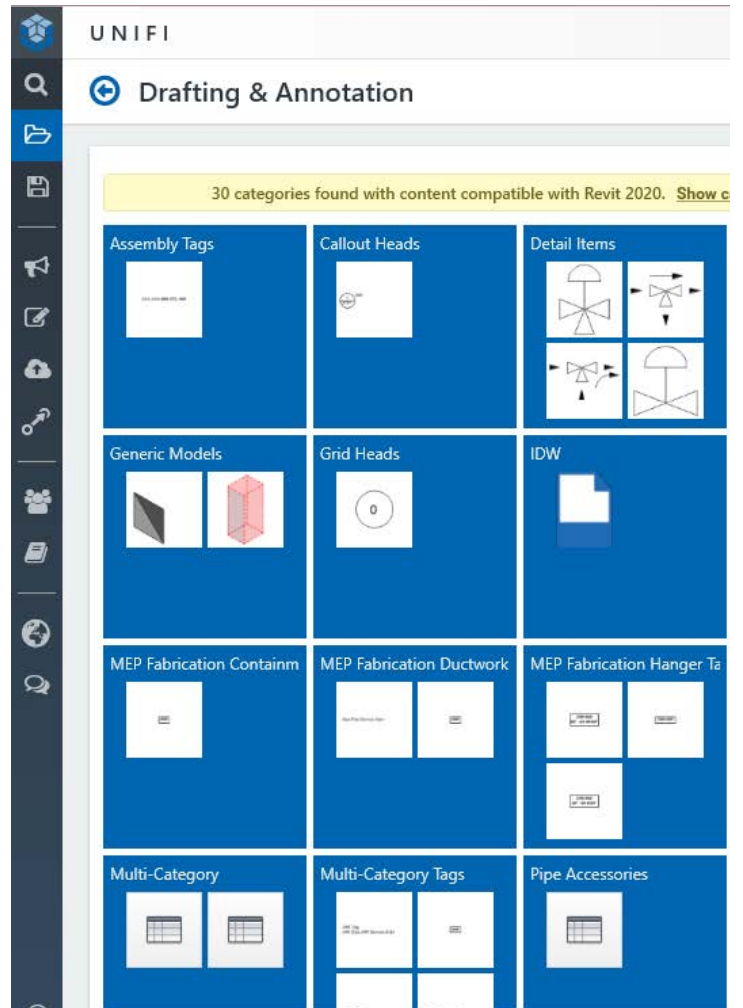 UNIFI
Drafting & Annotation
30 categories found with content compatible with Revit 2020. Show c
Assembly Tags
Callout Heads
Detail Items
Generic Models
Grid Heads
IDW
0
MEP Fabrication Containm
MEP Fabrication Ductwork
MEP Fabrication Hanger Ta
Multi-Category
Multi-Category Tags
Pipe Accessories